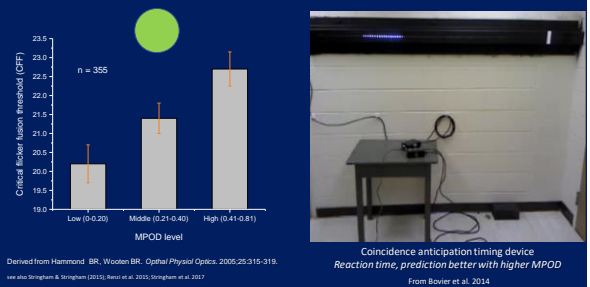 Critical flicker fusion threshold (CFF)
23.5
23.0
22.5
22.0
21.5
21.0
20.5
20.0
19.5
19.0
n = 355
Low (0-0.20)
Middle (0.21-0.40)
High (0.41-0.81)
MPOD level
Derived from Hammond BR, Wooten BR. Opthal Physiol Optics. 2005;25:315-319.
see also Stringham & Stringham (2015); Renzi et al. 2015; Stringham et al. 2017
Coincidence anticipation timing device
Reaction time, prediction better with higher MPOD
From Bovier et al. 2014